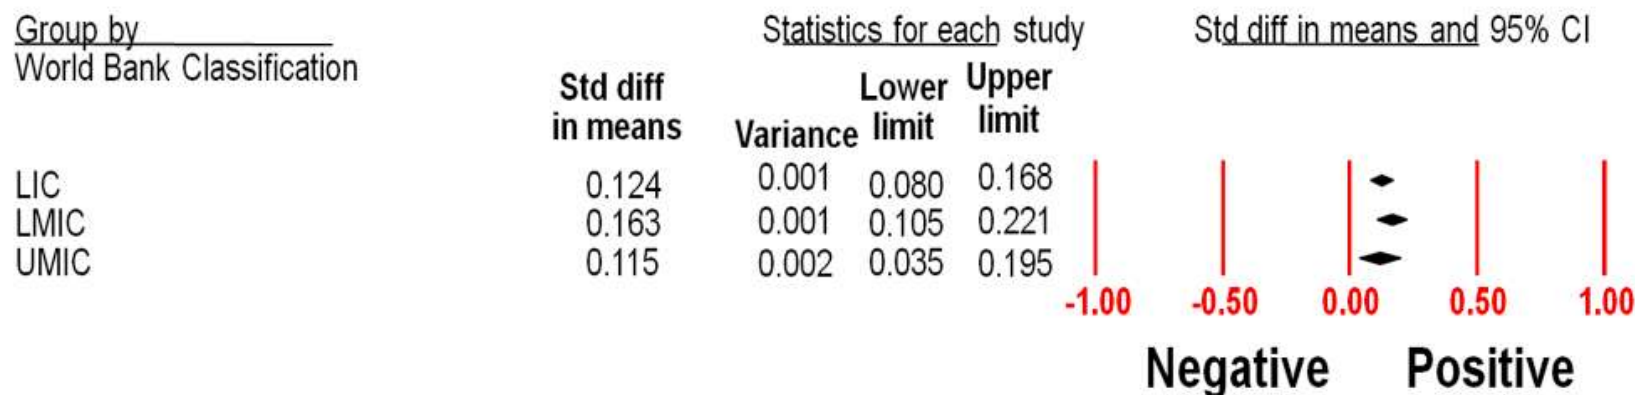 Group by
World Bank Classification
Statistics for each study
Std diff in means and 95% CI
Std diff
in means
Variance
Lower
limit
Upper
limit
LIC 0.124 0.001 0.080 0.168
LMIC 0.163 0.001 0.105 0.221
UMIC 0.115 0.002 0.035 0.195
-1.00 -0.50 0.00 0.50 1.00
Negative Positive